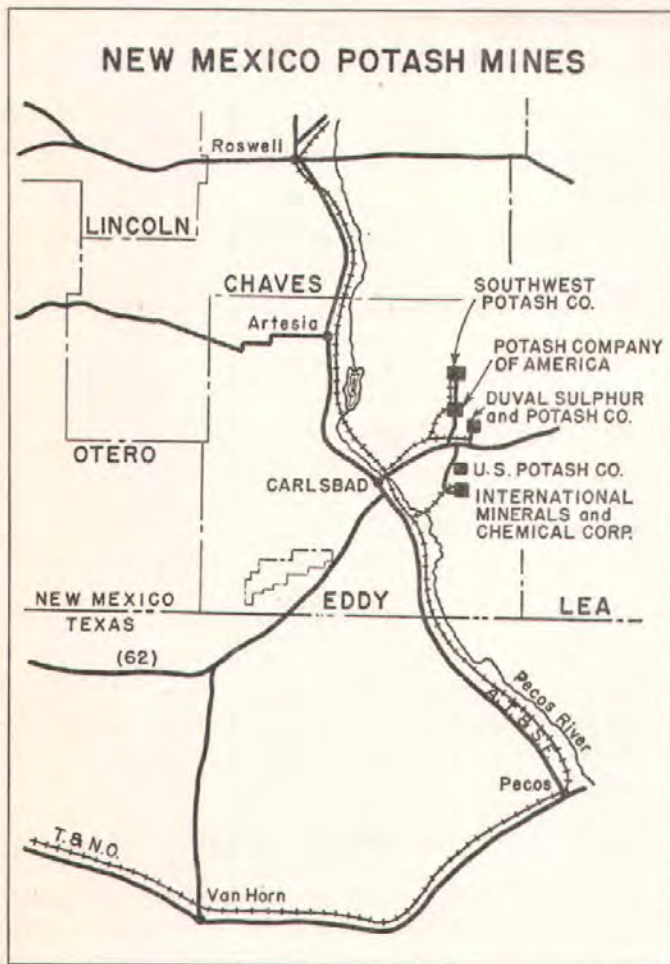 NEW MEXICO POTASH MINES
Roswell
LINCOLN
CHAVES
SOUTHWEST
POTASH CO.
Artesia
POTASH COMPANY
OF AMERICA
DUVAL SULPHUR
and POTASH CO.
OTERO
CARLSBAD
U.S. POTASH CO.
INTERNATIONAL
MINERALS and
CHEMICAL CORP.
NEW MEXICO
EDDY
LEA
TEXAS
(62)
Pecos River
A.T.& S.F.
Pecos
T. & N.O.
Van Horn